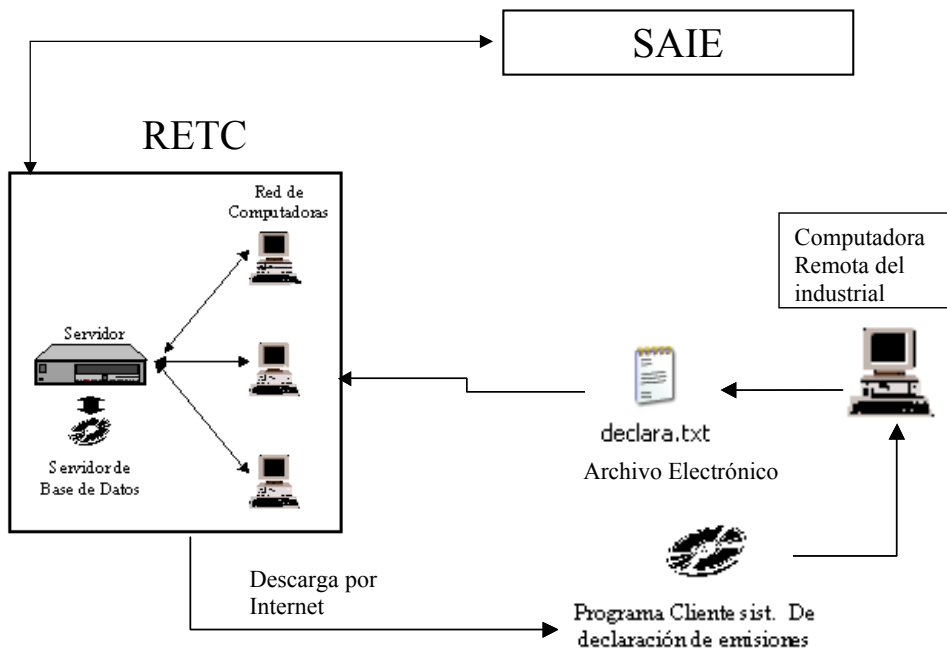 SAIE
RETC
Red de
Computadoras
Servidor
Servidor de
Base de Datos
Computadora
Remota del
industrial
declara.txt
Archivo Electrónico
Descarga por
Internet
Programa Cliente sist. De
declaración de emisiones